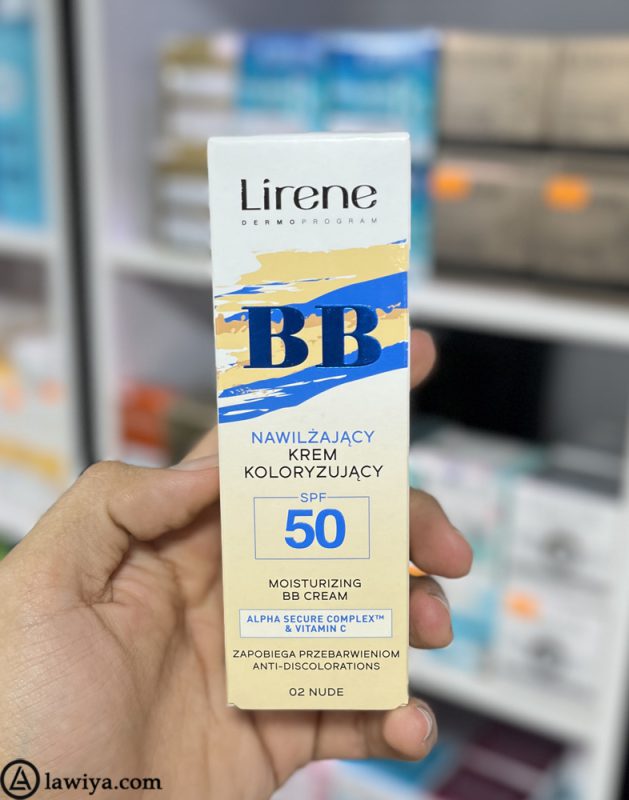 Lirene
DERMOPROGRAM
BB
NAWILŻAJĄCY
KREM
KOLORYZUJĄCY
SPF
50
MOISTURIZING
BB CREAM
ALPHA SECURE COMPLEX™
& VITAMIN C
ZAPOBIEGA PRZEBARWIENIOM
ANTI-DISCOLORATIONS
02 NUDE
lawiya.com